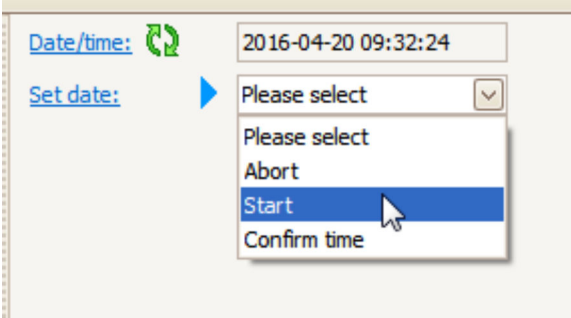 Date/time: 2016-04-20 09:32:24
Set date: Please select
Please select
Abort
Start
Confirm time